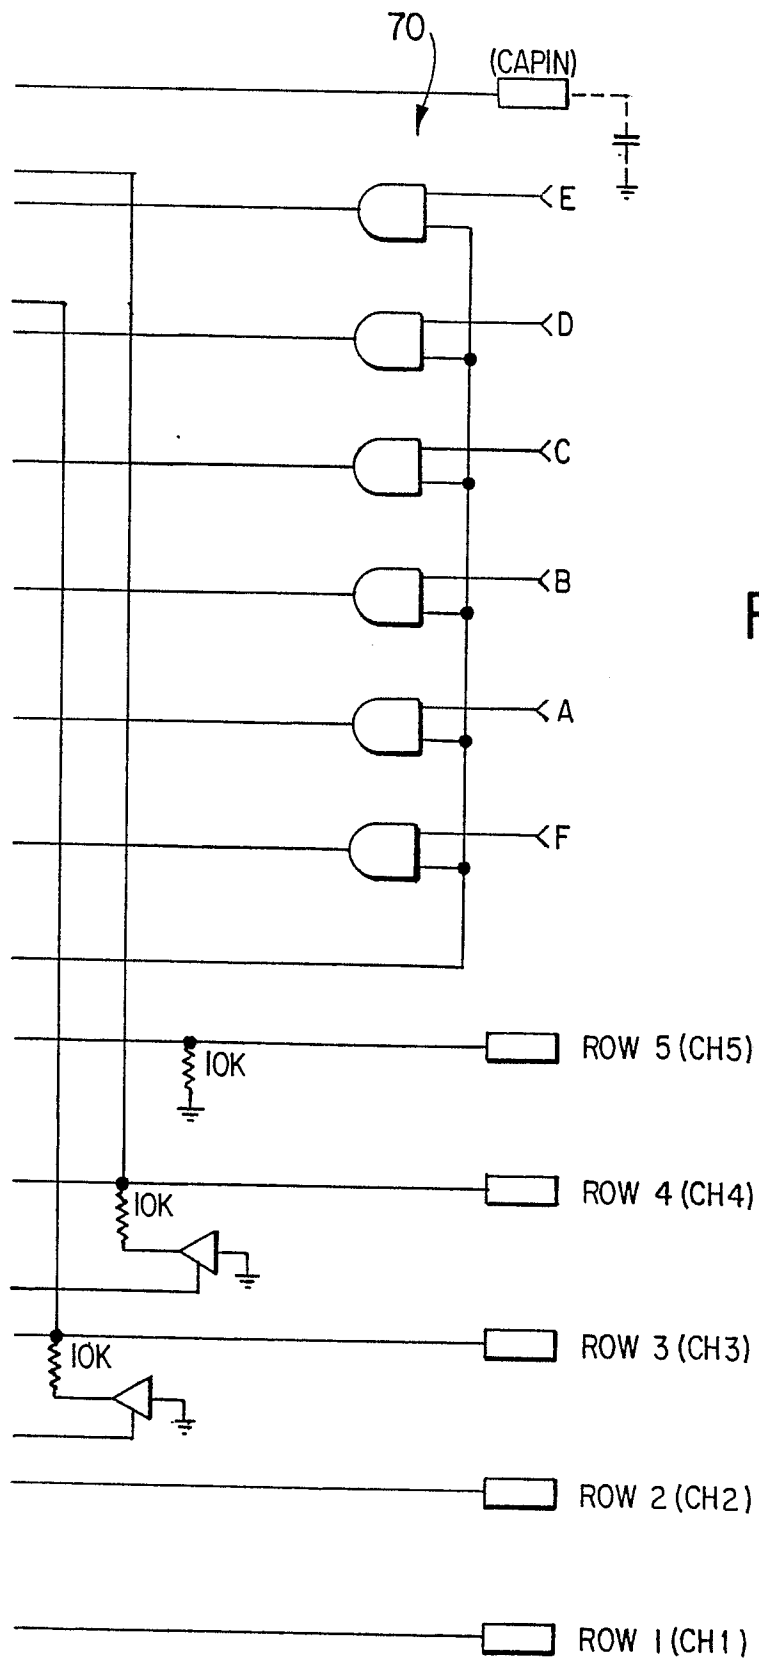 70
(CAPIN)
E
D
C
B
A
F
10K
ROW 5 (CH5)
10K
ROW 4 (CH4)
10K
ROW 3 (CH3)
ROW 2 (CH2)
ROW 1 (CH1)